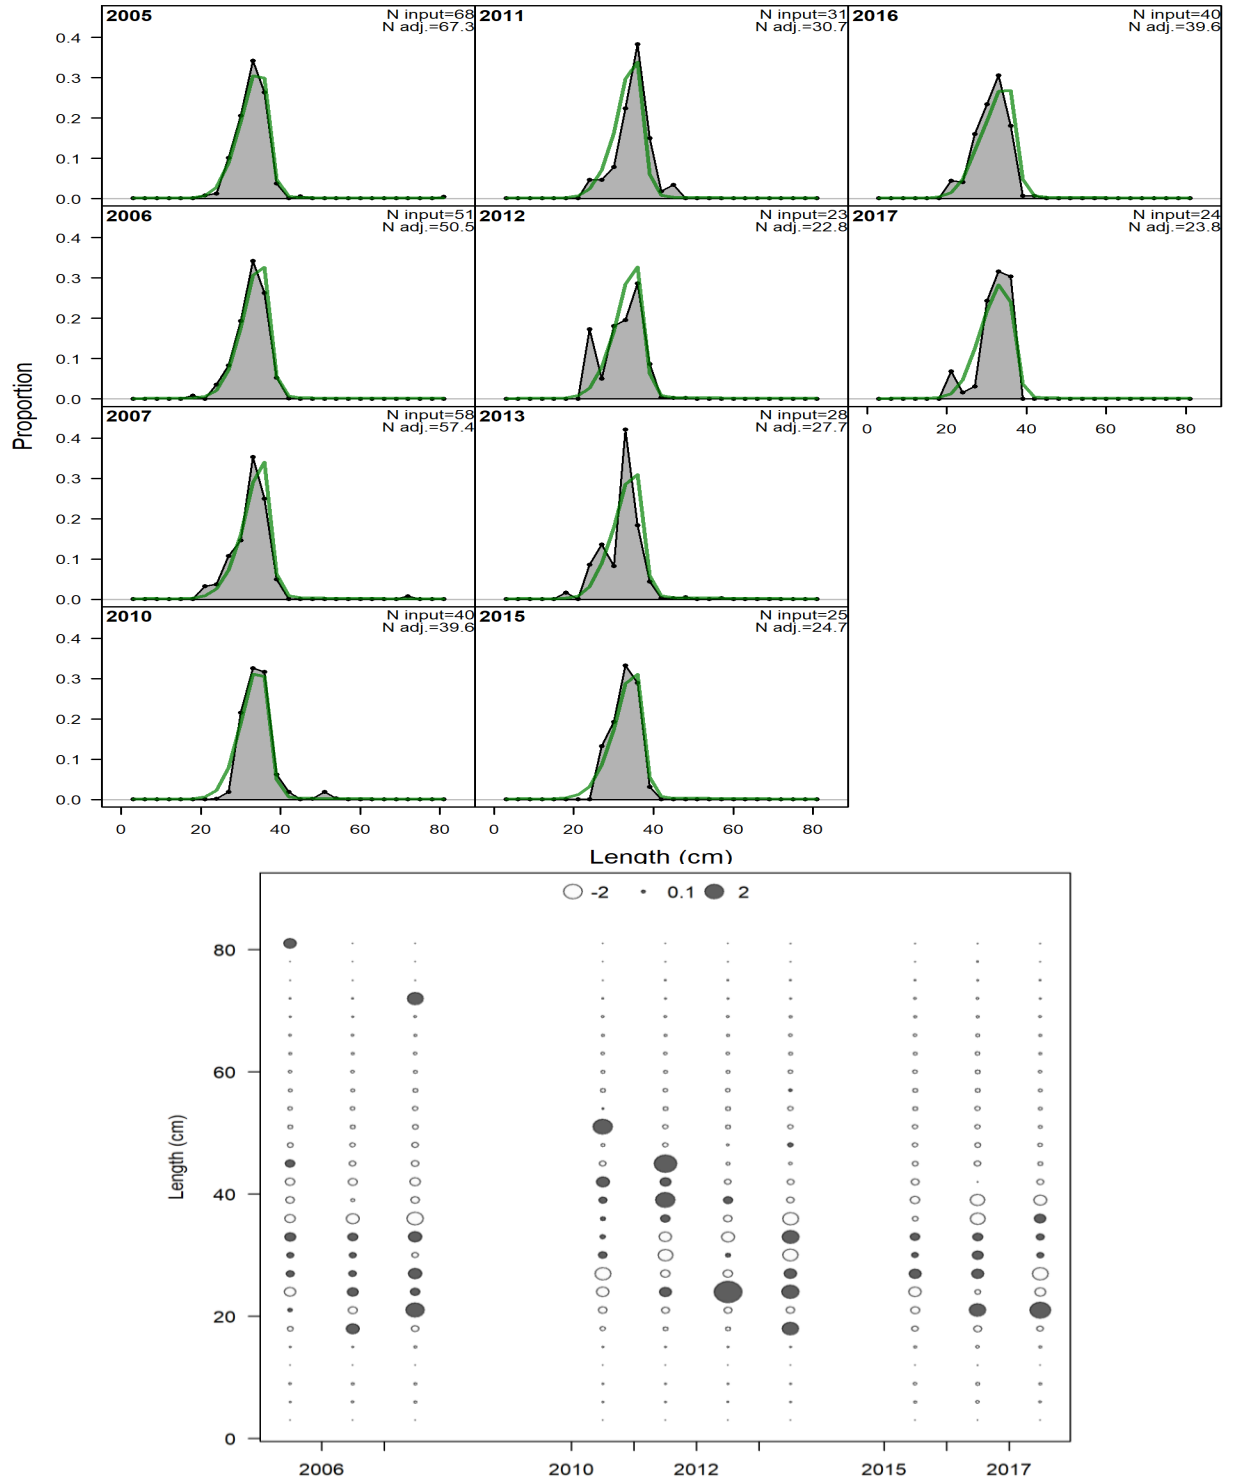 2005 N input=68 2011 N input=31 2016 N input=40
N adj.=67.3 N adj.=30.7 N adj.=39.6
0.4
0.3
0.2
0.1
0.0
2006 N input=51 2012 N input=23 2017 N input=24
N adj.=50.5 N adj.=22.8 N adj.=23.8
0.4
0.3
0.2
0.1
0.0
Proportion
2007 N input=58 2013 N input=28
N adj.=57.4 N adj.=27.7
0 20 40 60 80
0.4
0.3
0.2
0.1
0.0
2010 N input=40 2015 N input=25
N adj.=39.6 N adj.=24.7
0.4
0.3
0.2
0.1
0.0
0 20 40 60 80 0 20 40 60 80
Length (cm)
-2 0.1 2
80
60
Length (cm)
40
20
0
2006 2010 2012 2015 2017